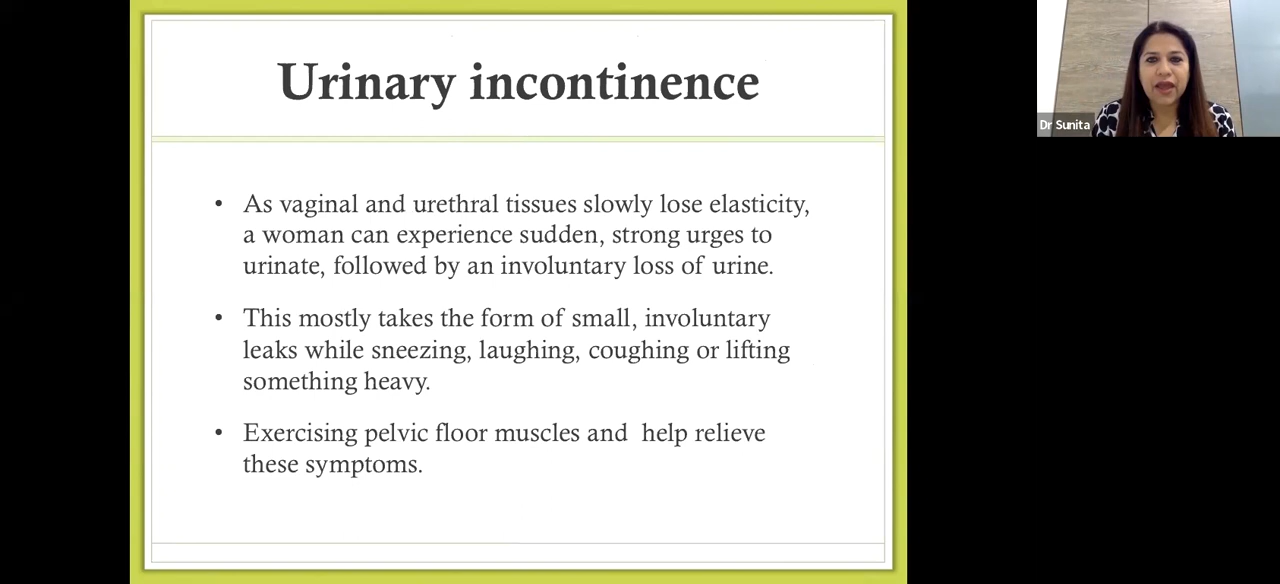 Urinary incontinence
• As vaginal and urethral tissues slowly lose elasticity,
a woman can experience sudden, strong urges to
urinate, followed by an involuntary loss of urine.
• This mostly takes the form of small, involuntary
leaks while sneezing, laughing, coughing or lifting
something heavy.
• Exercising pelvic floor muscles and  help relieve
these symptoms.
Dr Sunita